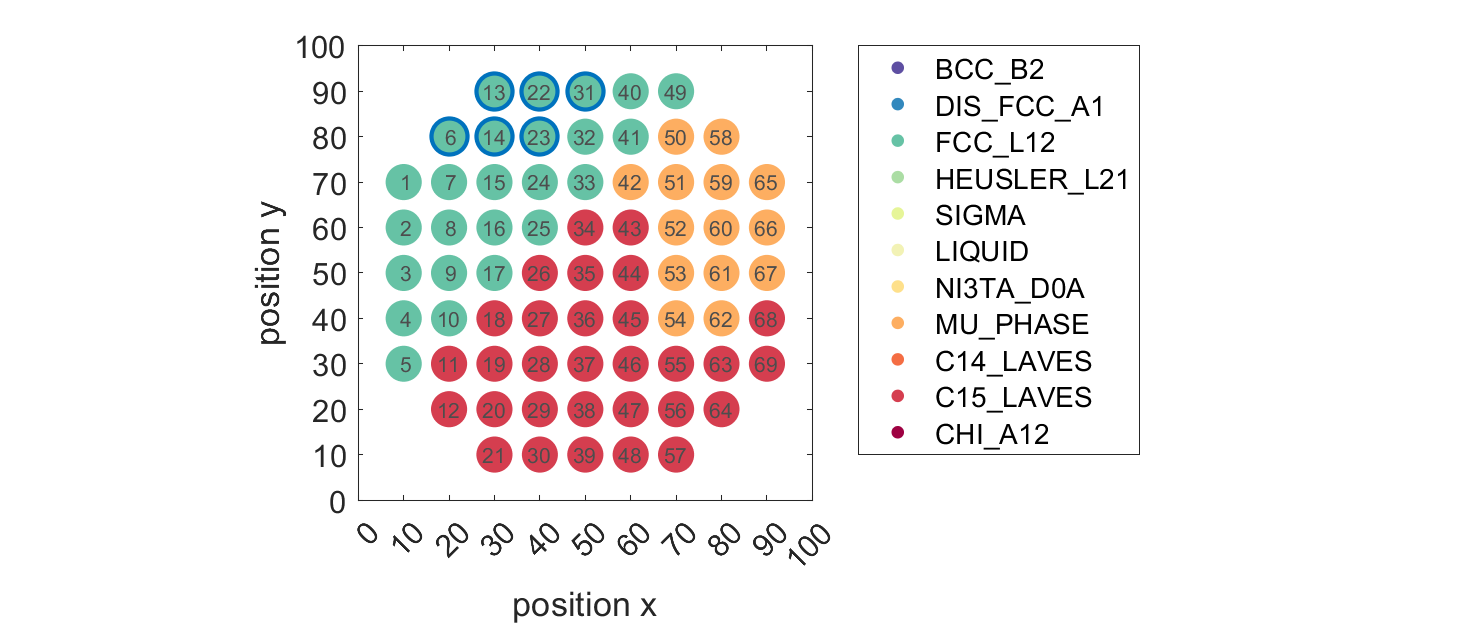 100
90
80
70
60
50
40
30
20
10
0
position y
13 22 31 40 49
6 14 23 32 41 50 58
1 7 15 24 33 42 51 59 65
2 8 16 25 34 43 52 60 66
3 9 17 26 35 44 53 61 67
4 10 18 27 36 45 54 62 68
5 11 19 28 37 46 55 63 69
12 20 29 38 47 56 64
21 30 39 48 57
0 10 20 30 40 50 60 70 80 90 100
position x
BCC_B2
DIS_FCC_A1
FCC_L12
HEUSLER_L21
SIGMA
LIQUID
NI3TA_D0A
MU_PHASE
C14_LAVES
C15_LAVES
CHI_A12